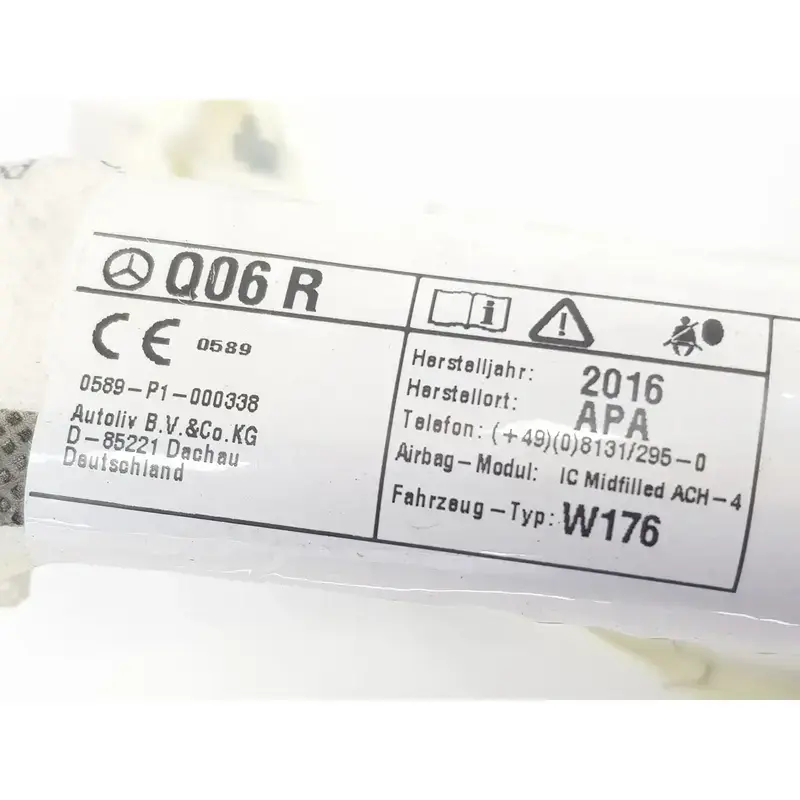 Q06 R
CE 0589
0589-P1-000338
Autoliv B.V.&Co.KG
D-85221 Dachau
Deutschland
Herstelljahr: 2016
Herstellort: APA
Telefon: (+49)(0)8131/295-0
Airbag-Modul: IC Midfilled ACH-4
Fahrzeug-Typ: W176